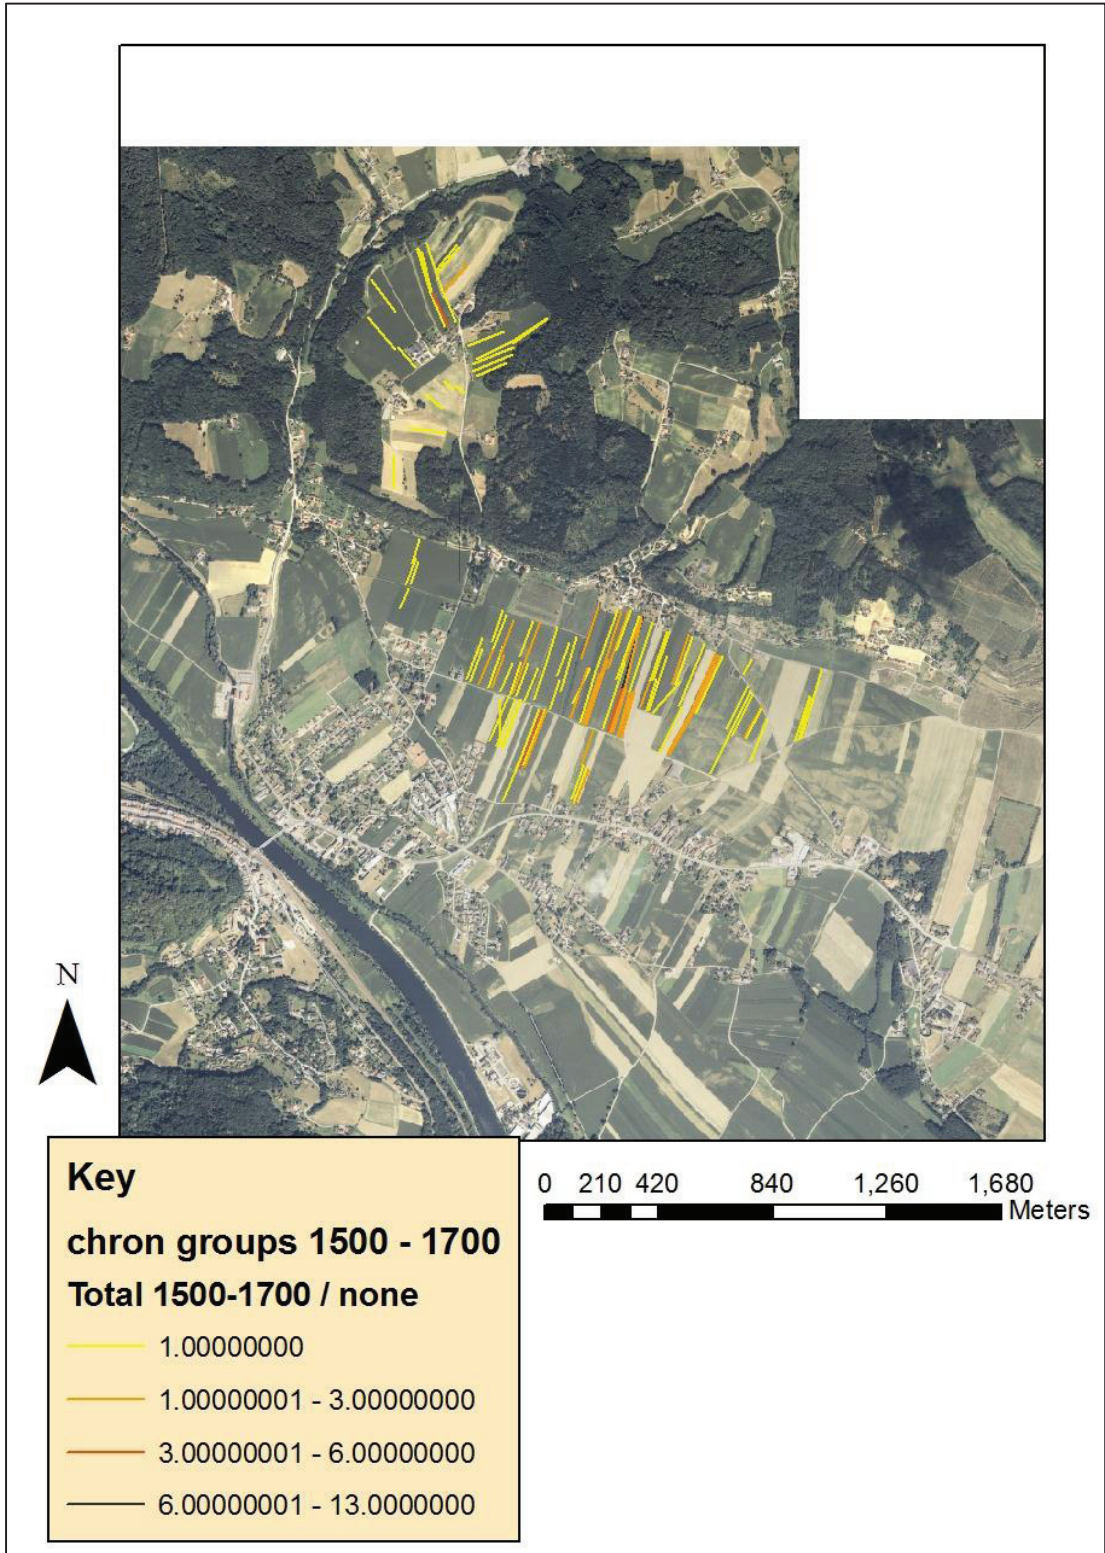 N
Key
chron groups 1500 - 1700
Total 1500-1700 / none
1.00000000
1.00000001 - 3.00000000
3.00000001 - 6.00000000
6.00000001 - 13.0000000
0 210 420 840 1,260 1,680
Meters